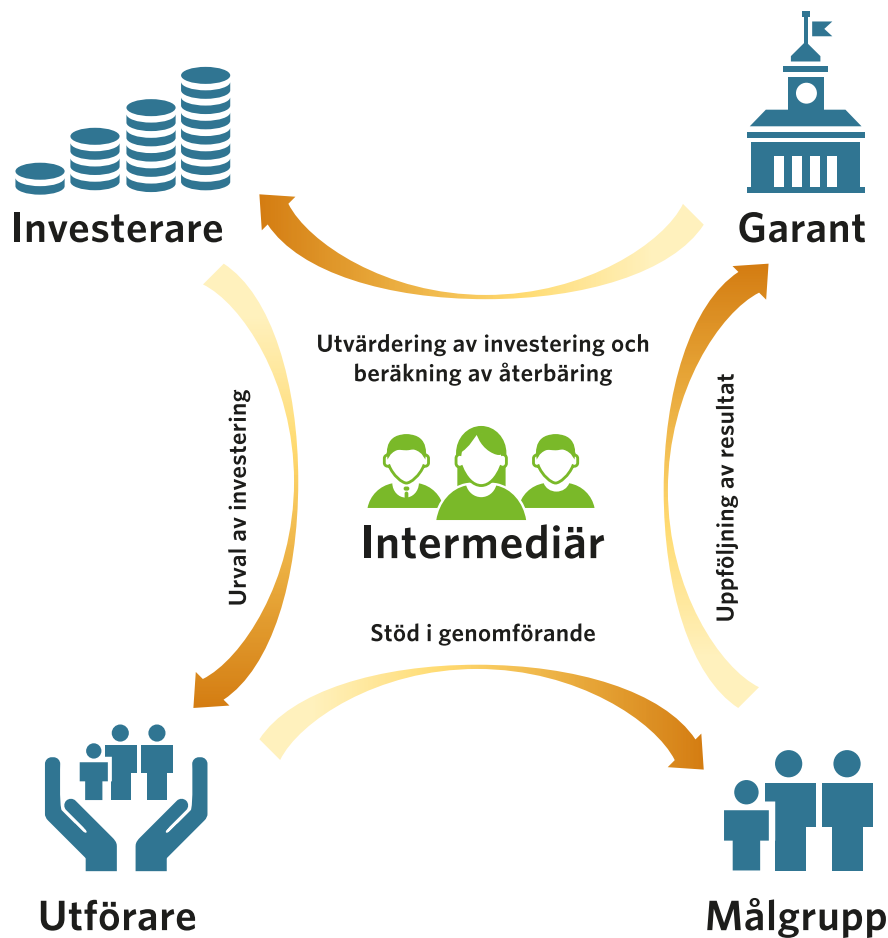 Investerare
Garant
Utvärdering av investering och
beräkning av återbäring
Urval av investering
Uppföljning av resultat
Intermediär
Stöd i genomförande
Utförare
Målgrupp